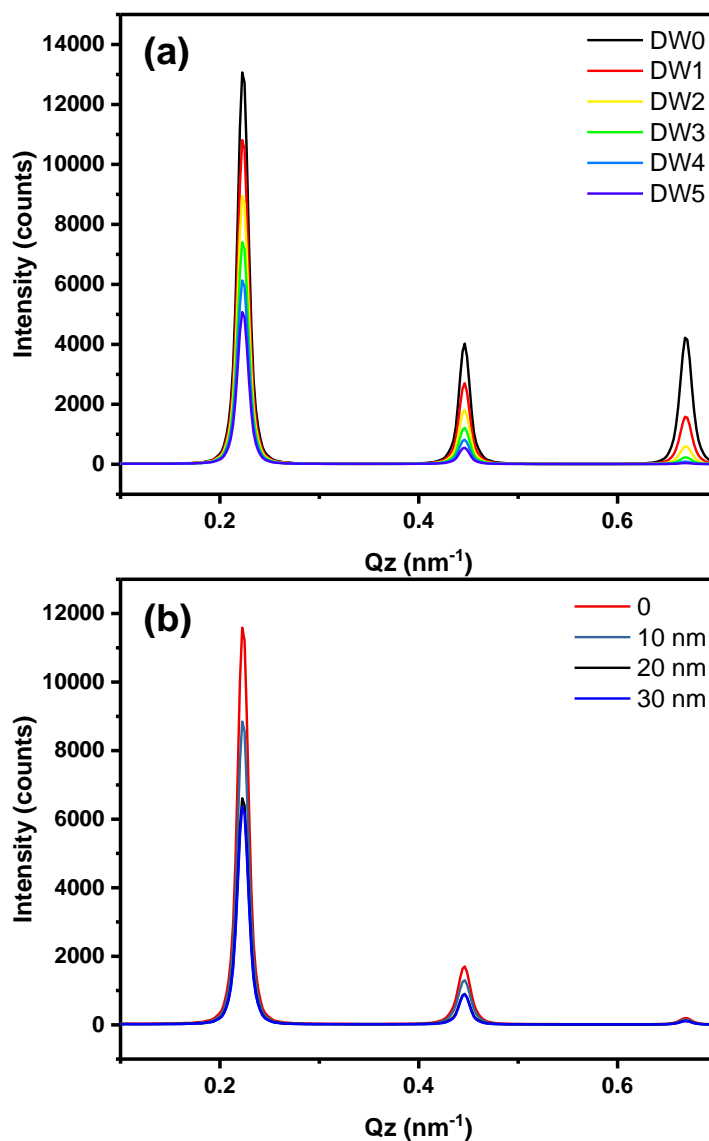 (a)
DW0
DW1
DW2
DW3
DW4
DW5
14000
12000
10000
8000
6000
4000
2000
0
Intensity (counts)
0.2 0.4 0.6
Qz (nm⁻¹)
(b)
0
10 nm
20 nm
30 nm
12000
10000
8000
6000
4000
2000
0
Intensity (counts)
0.2 0.4 0.6
Qz (nm⁻¹)